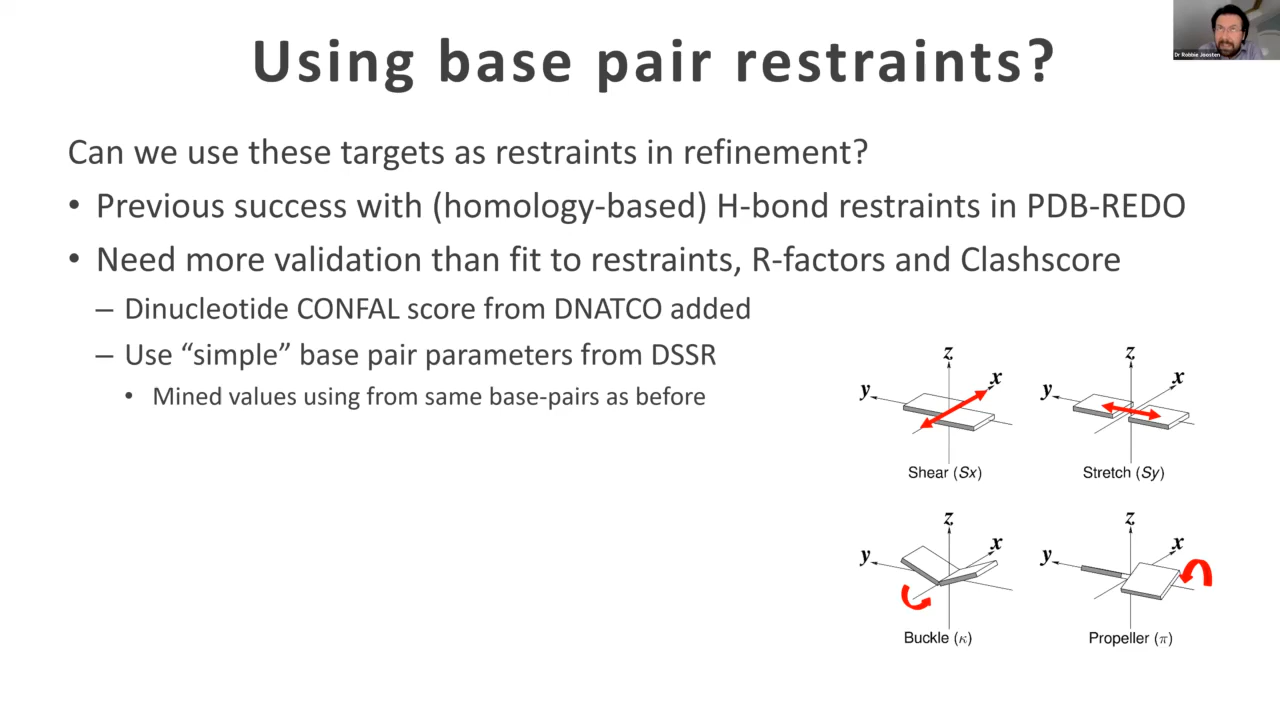 Using base pair restraints?
Dr Robbie Joosten
Can we use these targets as restraints in refinement?
• Previous success with (homology-based) H-bond restraints in PDB-REDO
• Need more validation than fit to restraints, R-factors and Clashscore
– Dinucleotide CONFAL score from DNATCO added
– Use “simple” base pair parameters from DSSR
• Mined values using from same base-pairs as before
z
y
x
Shear (Sx)
z
y
x
Stretch (Sy)
z
y
x
Buckle (κ)
z
y
x
Propeller (π)